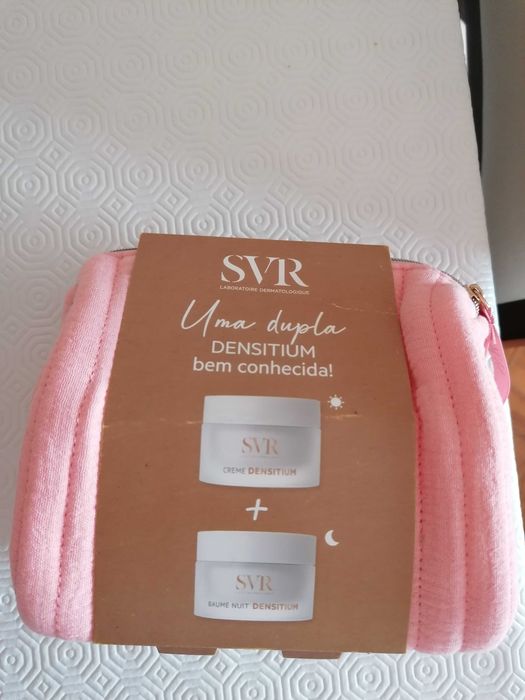 SVR
LABORATOIRE DERMATOLOGIQUE
Uma dupla
DENSITIUM
bem conhecida!
SVR
CREME DENSITIUM
+
SVR
BAUME NUIT DENSITIUM